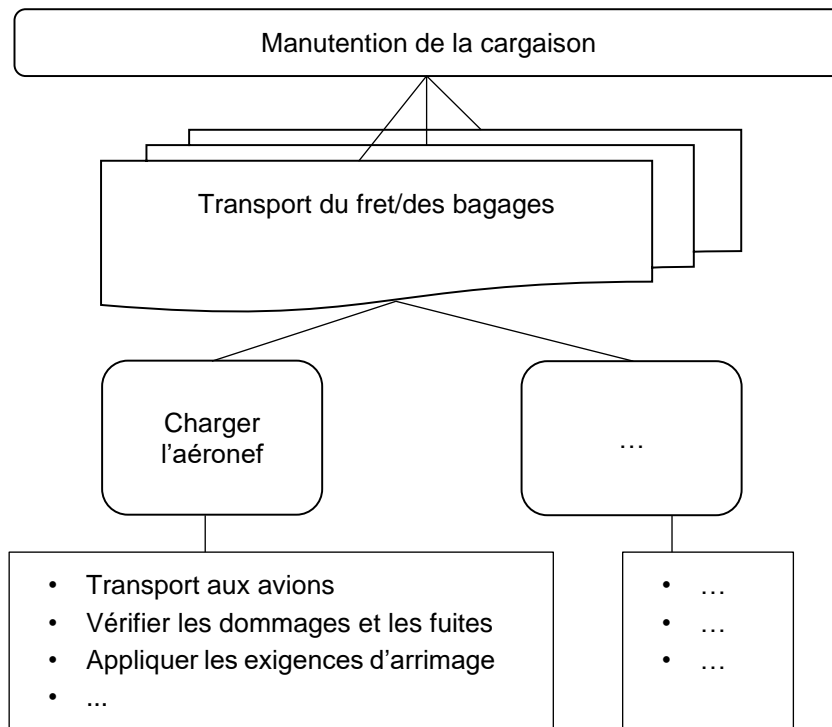 Manutention de la cargaison
Transport du fret/des bagages
Charger
l’aéronef
…
• Transport aux avions
• Vérifier les dommages et les fuites
• Appliquer les exigences d’arrimage
• ...
• …
• …
• …